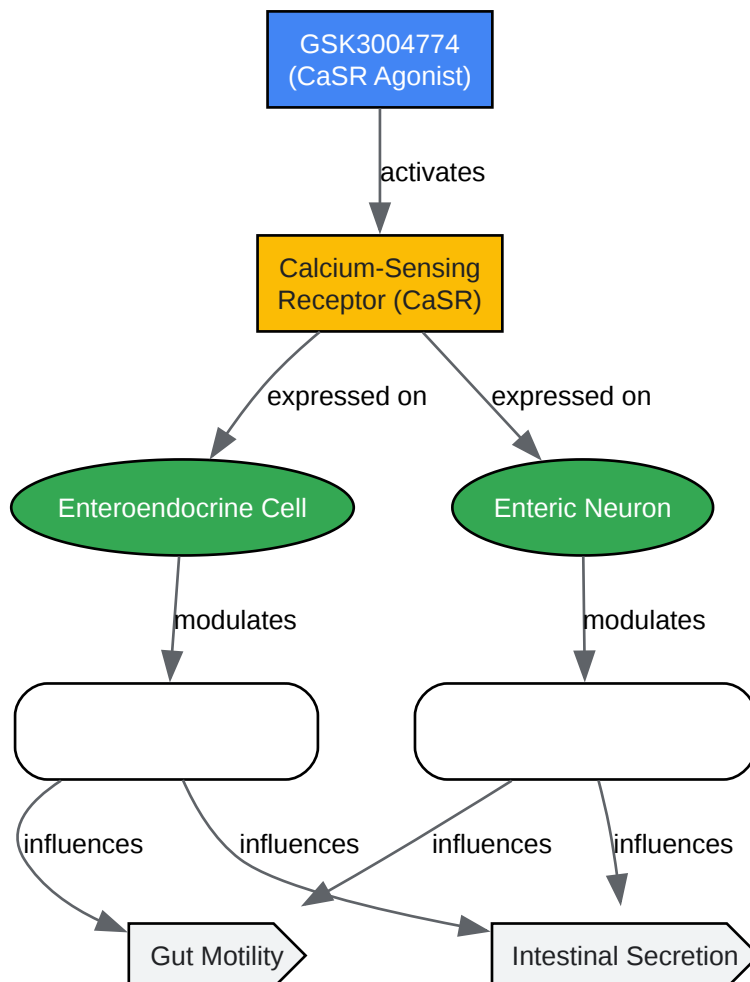 GSK3004774
(CaSR Agonist)
activates
Calcium-Sensing
Receptor (CaSR)
expressed on
expressed on
Enteroendocrine Cell
Enteric Neuron
modulates
modulates
influences
influences
influences
influences
Gut Motility
Intestinal Secretion